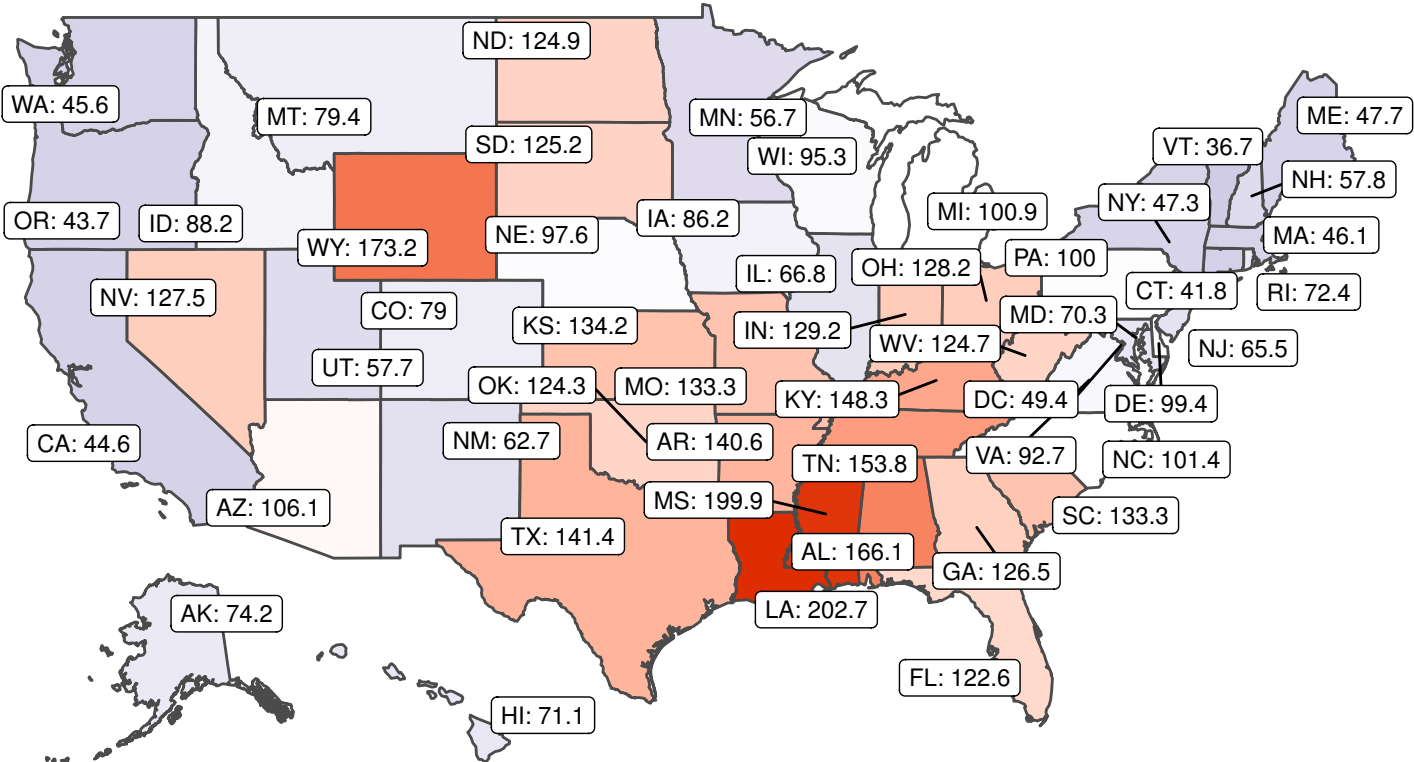 ND: 124.9
WA: 45.6
MT: 79.4
MN: 56.7
ME: 47.7
SD: 125.2
WI: 95.3
VT: 36.7
NH: 57.8
OR: 43.7
ID: 88.2
WY: 173.2
NE: 97.6
IA: 86.2
MI: 100.9
NY: 47.3
MA: 46.1
NV: 127.5
CO: 79
IL: 66.8
OH: 128.2
PA: 100
CT: 41.8
RI: 72.4
KS: 134.2
IN: 129.2
MD: 70.3
WV: 124.7
NJ: 65.5
UT: 57.7
OK: 124.3
MO: 133.3
KY: 148.3
DC: 49.4
DE: 99.4
CA: 44.6
NM: 62.7
AR: 140.6
TN: 153.8
VA: 92.7
NC: 101.4
AZ: 106.1
MS: 199.9
SC: 133.3
TX: 141.4
AL: 166.1
GA: 126.5
AK: 74.2
LA: 202.7
FL: 122.6
HI: 71.1